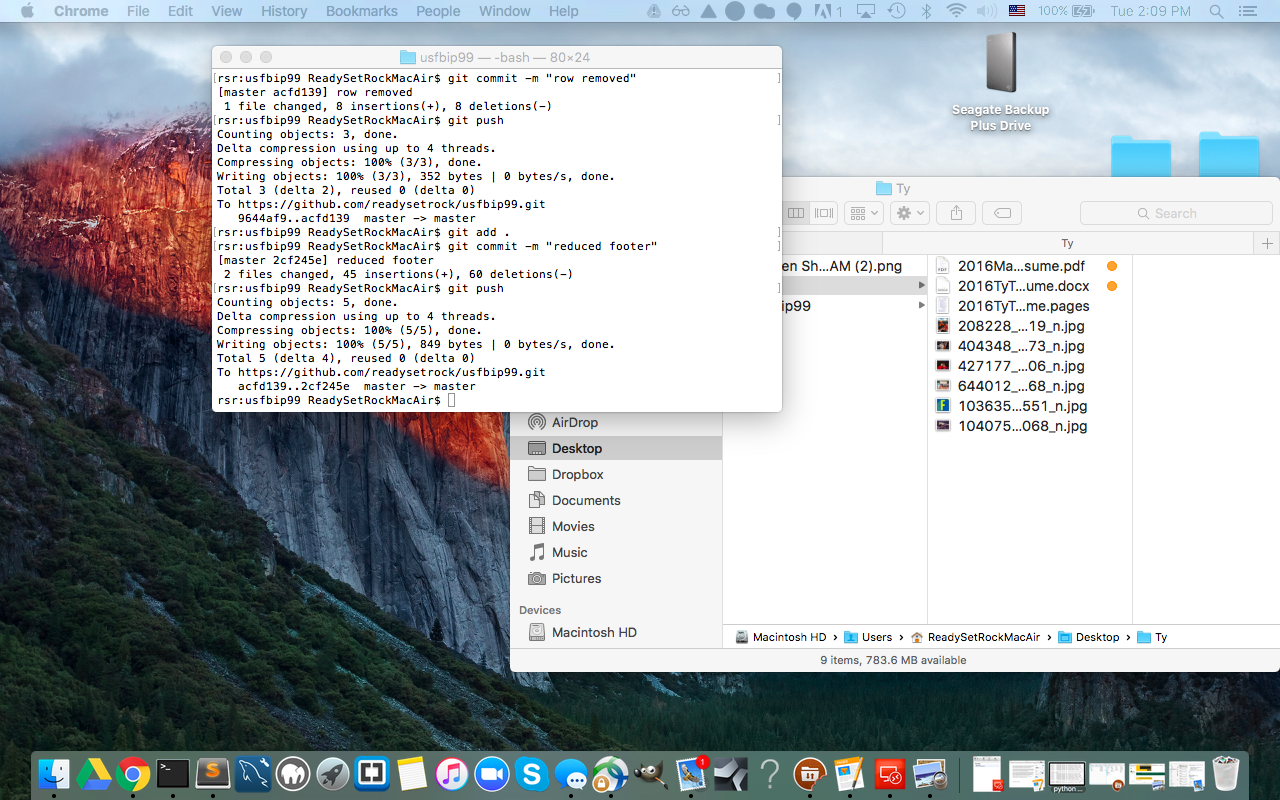 Chrome File Edit View History Bookmarks People Window Help 1 100% Tue 2:09 PM
usfbip99 — -bash — 80×24
[rsr:usfbip99 ReadySetRockMacAir$ git commit -m "row removed" ]
[master acfd139] row removed
1 file changed, 8 insertions(+), 8 deletions(-)
[rsr:usfbip99 ReadySetRockMacAir$ git push ]
Counting objects: 3, done.
Delta compression using up to 4 threads.
Compressing objects: 100% (3/3), done.
Writing objects: 100% (3/3), 352 bytes | 0 bytes/s, done.
Total 3 (delta 2), reused 0 (delta 0)
To https://github.com/readysetrock/usfbip99.git
9644af9..acfd139 master -> master
[rsr:usfbip99 ReadySetRockMacAir$ git add . ]
[rsr:usfbip99 ReadySetRockMacAir$ git commit -m "reduced footer" ]
[master 2cf245e] reduced footer
2 files changed, 45 insertions(+), 60 deletions(-)
[rsr:usfbip99 ReadySetRockMacAir$ git push ]
Counting objects: 5, done.
Delta compression using up to 4 threads.
Compressing objects: 100% (5/5), done.
Writing objects: 100% (5/5), 849 bytes | 0 bytes/s, done.
Total 5 (delta 4), reused 0 (delta 0)
To https://github.com/readysetrock/usfbip99.git
acfd139..2cf245e master -> master
rsr:usfbip99 ReadySetRockMacAir$
Seagate Backup
Plus Drive
Ty
Search
Ty
en Sh...AM (2).png
ip99
2016Ma...sume.pdf
2016TyT...ume.docx
2016TyT...me.pages
208228_...19_n.jpg
404348_...73_n.jpg
427177_...06_n.jpg
644012_...68_n.jpg
103635...551_n.jpg
104075...068_n.jpg
AirDrop
Desktop
Dropbox
Documents
Movies
Music
Pictures
Devices
Macintosh HD
Macintosh HD › Users › ReadySetRockMacAir › Desktop › Ty
9 items, 783.6 MB available
1
python ...